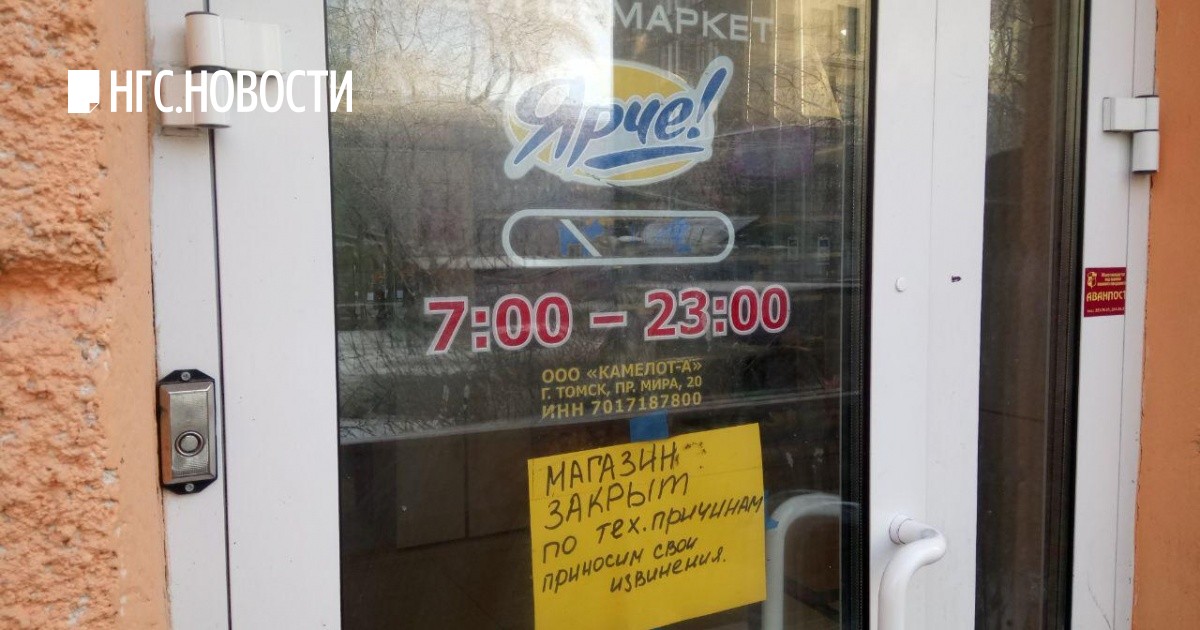 МАРКЕТ
НГС.НОВОСТИ
Ярче!
7:00 – 23:00
ООО «КАМЕЛОТ-А»
Г. ТОМСК, ПР. МИРА, 20
ИНН 7017187800
МАГАЗИН
ЗАКРЫТ
ПО ТЕХ. ПРИЧИНАМ
ПРИНОСИМ СВОИ
ИЗВИНЕНИЯ.
АВАНПОСТ